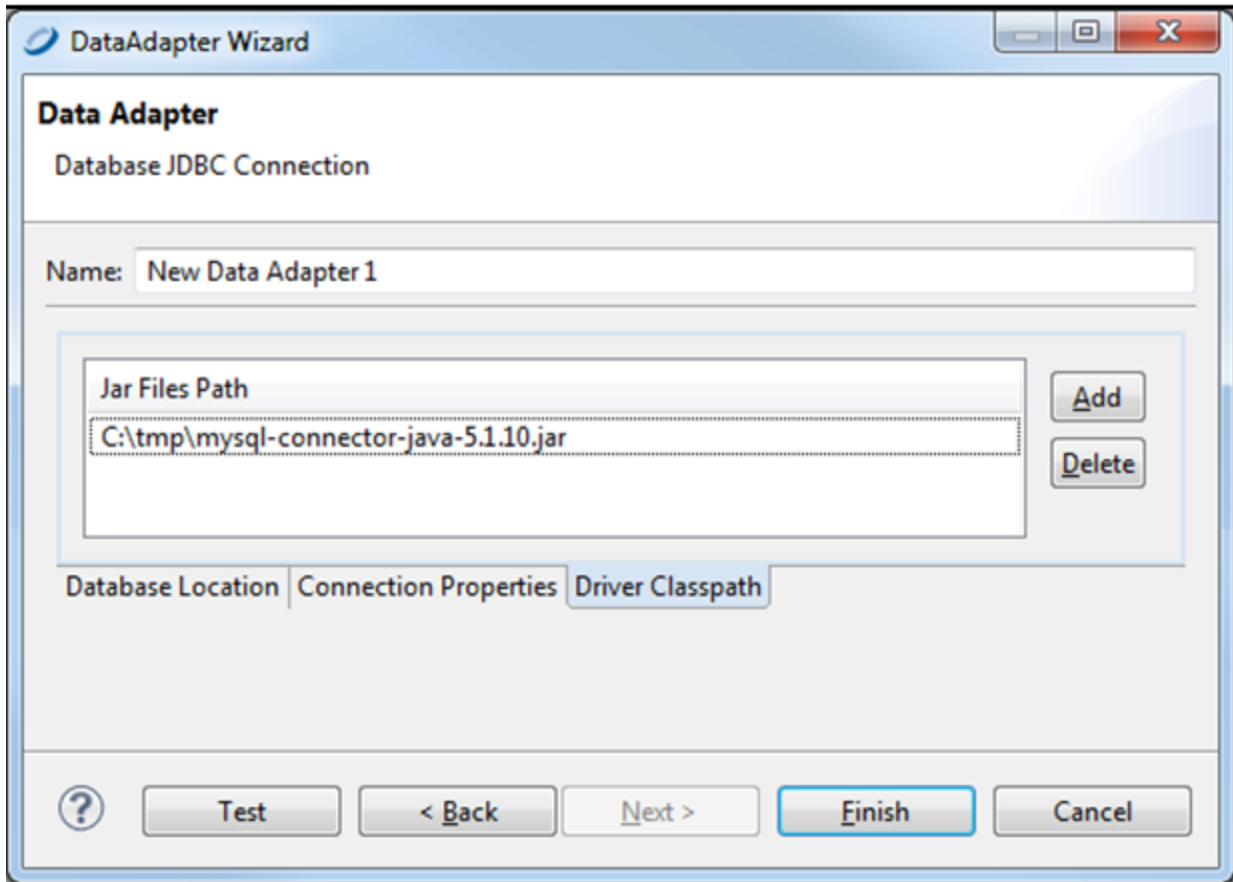 DataAdapter Wizard
Data Adapter
Database JDBC Connection
Name: New Data Adapter 1
Jar Files Path
Add
C:\tmp\mysql-connector-java-5.1.10.jar
Delete
Database Location Connection Properties Driver Classpath
? Test < Back Next > Finish Cancel